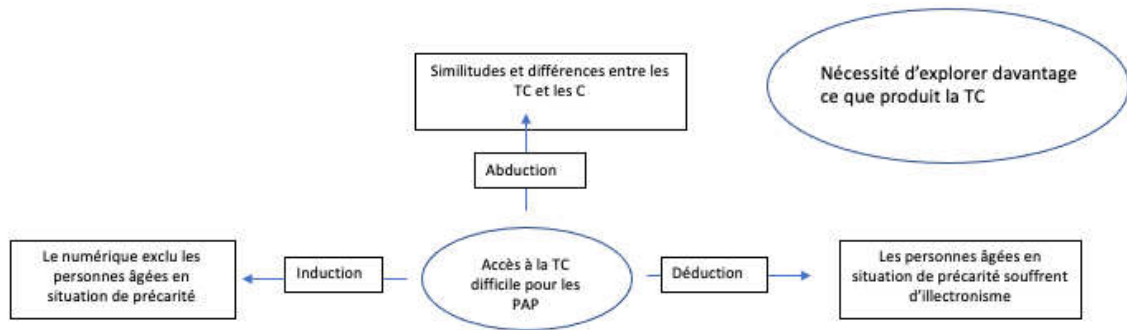 Similitudes et différences entre les
TC et les C
Nécessité d'explorer davantage
ce que produit la TC
Abduction
Le numérique exclu les
personnes âgées en
situation de précarité
Induction
Accès à la TC
difficile pour les
PAP
Déduction
Les personnes âgées en
situation de précarité souffrent
d'illectronisme